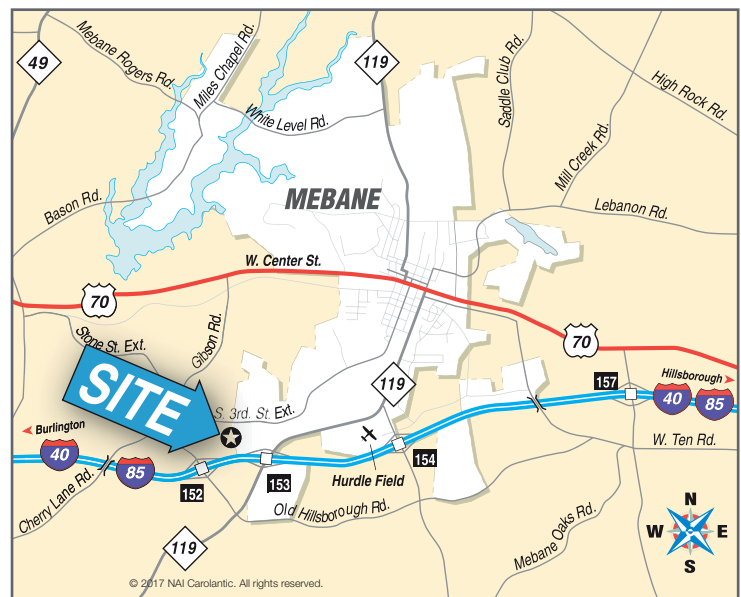 49
Mebane Rogers Rd.
Miles Chapel Rd.
119
Saddle Club Rd.
High Rock Rd.
White Level Rd.
Mill Creek Rd.
Bason Rd.
MEBANE
Lebanon Rd.
W. Center St.
70
70
Stone St. Ext.
Gibson Rd.
SITE
119
157
Hillsborough
40
85
S. 3rd. St. Ext.
Burlington
40
85
W. Ten Rd.
154
Cherry Lane Rd.
152
153
Hurdle Field
Old Hillsborough Rd.
Mebane Oaks Rd.
119
N
W
E
S
© 2017 NAI Carolantic. All rights reserved.